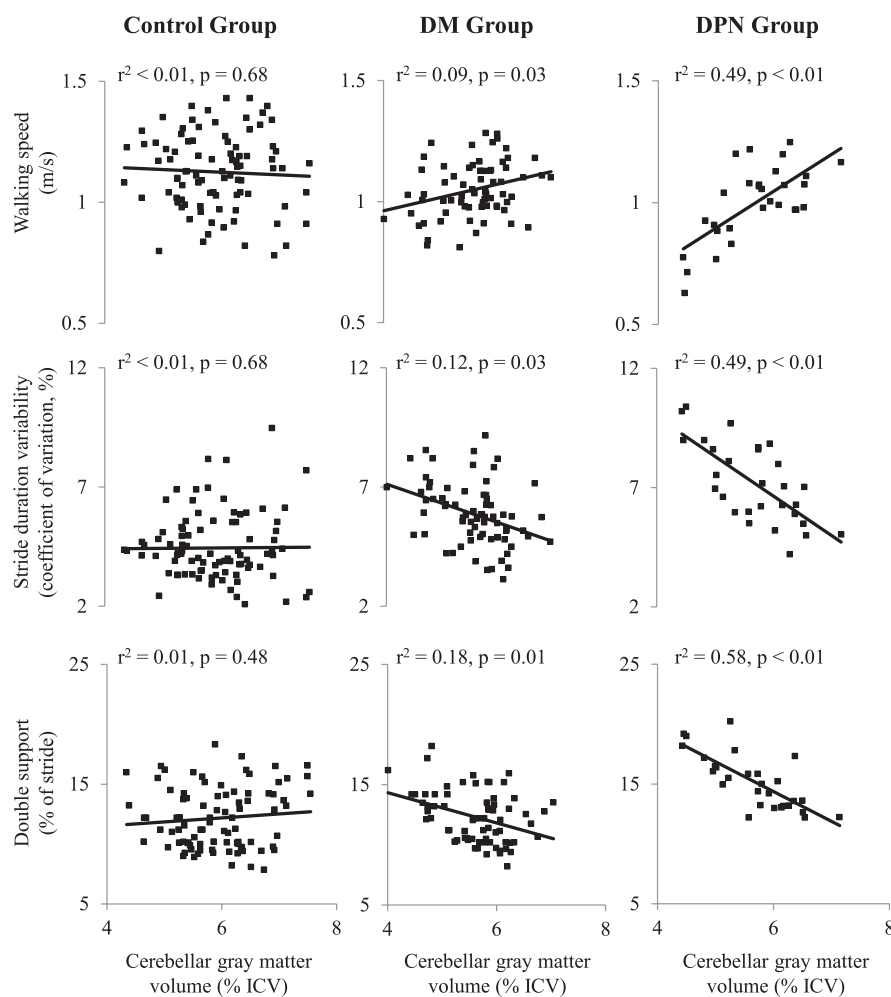 Control Group DM Group DPN Group
Walking speed
(m/s)
r² < 0.01, p = 0.68 r² = 0.09, p = 0.03 r² = 0.49, p < 0.01
1.5 1.5 1.5
1 1 1
0.5 0.5 0.5
Stride duration variability
(coefficient of variation, %)
r² < 0.01, p = 0.68 r² = 0.12, p = 0.03 r² = 0.49, p < 0.01
12 12 12
7 7 7
2 2 2
Double support
(% of stride)
r² = 0.01, p = 0.48 r² = 0.18, p = 0.01 r² = 0.58, p < 0.01
25 25 25
15 15 15
5 5 5
4 6 8 4 6 8 4 6 8
Cerebellar gray matter Cerebellar gray matter Cerebellar gray matter
volume (% ICV) volume (% ICV) volume (% ICV)